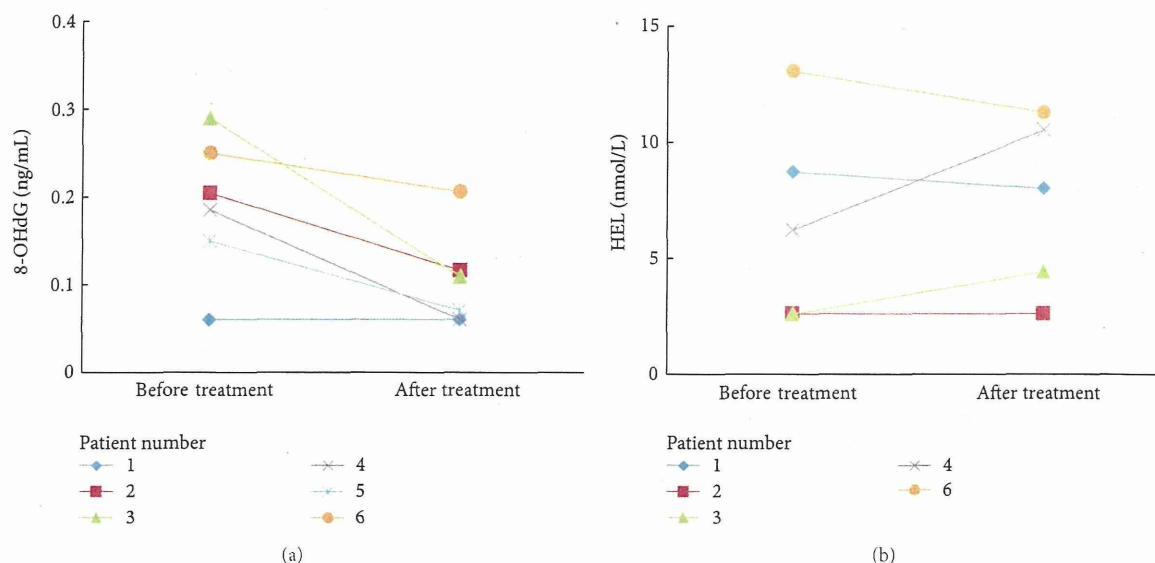 0.4
0.3
0.2
0.1
0
8-OHdG (ng/mL)
Before treatment
After treatment
Patient number
1
2
3
4
5
6
(a)
15
10
5
0
HEL (nmol/L)
Before treatment
After treatment
Patient number
1
2
3
4
6
(b)